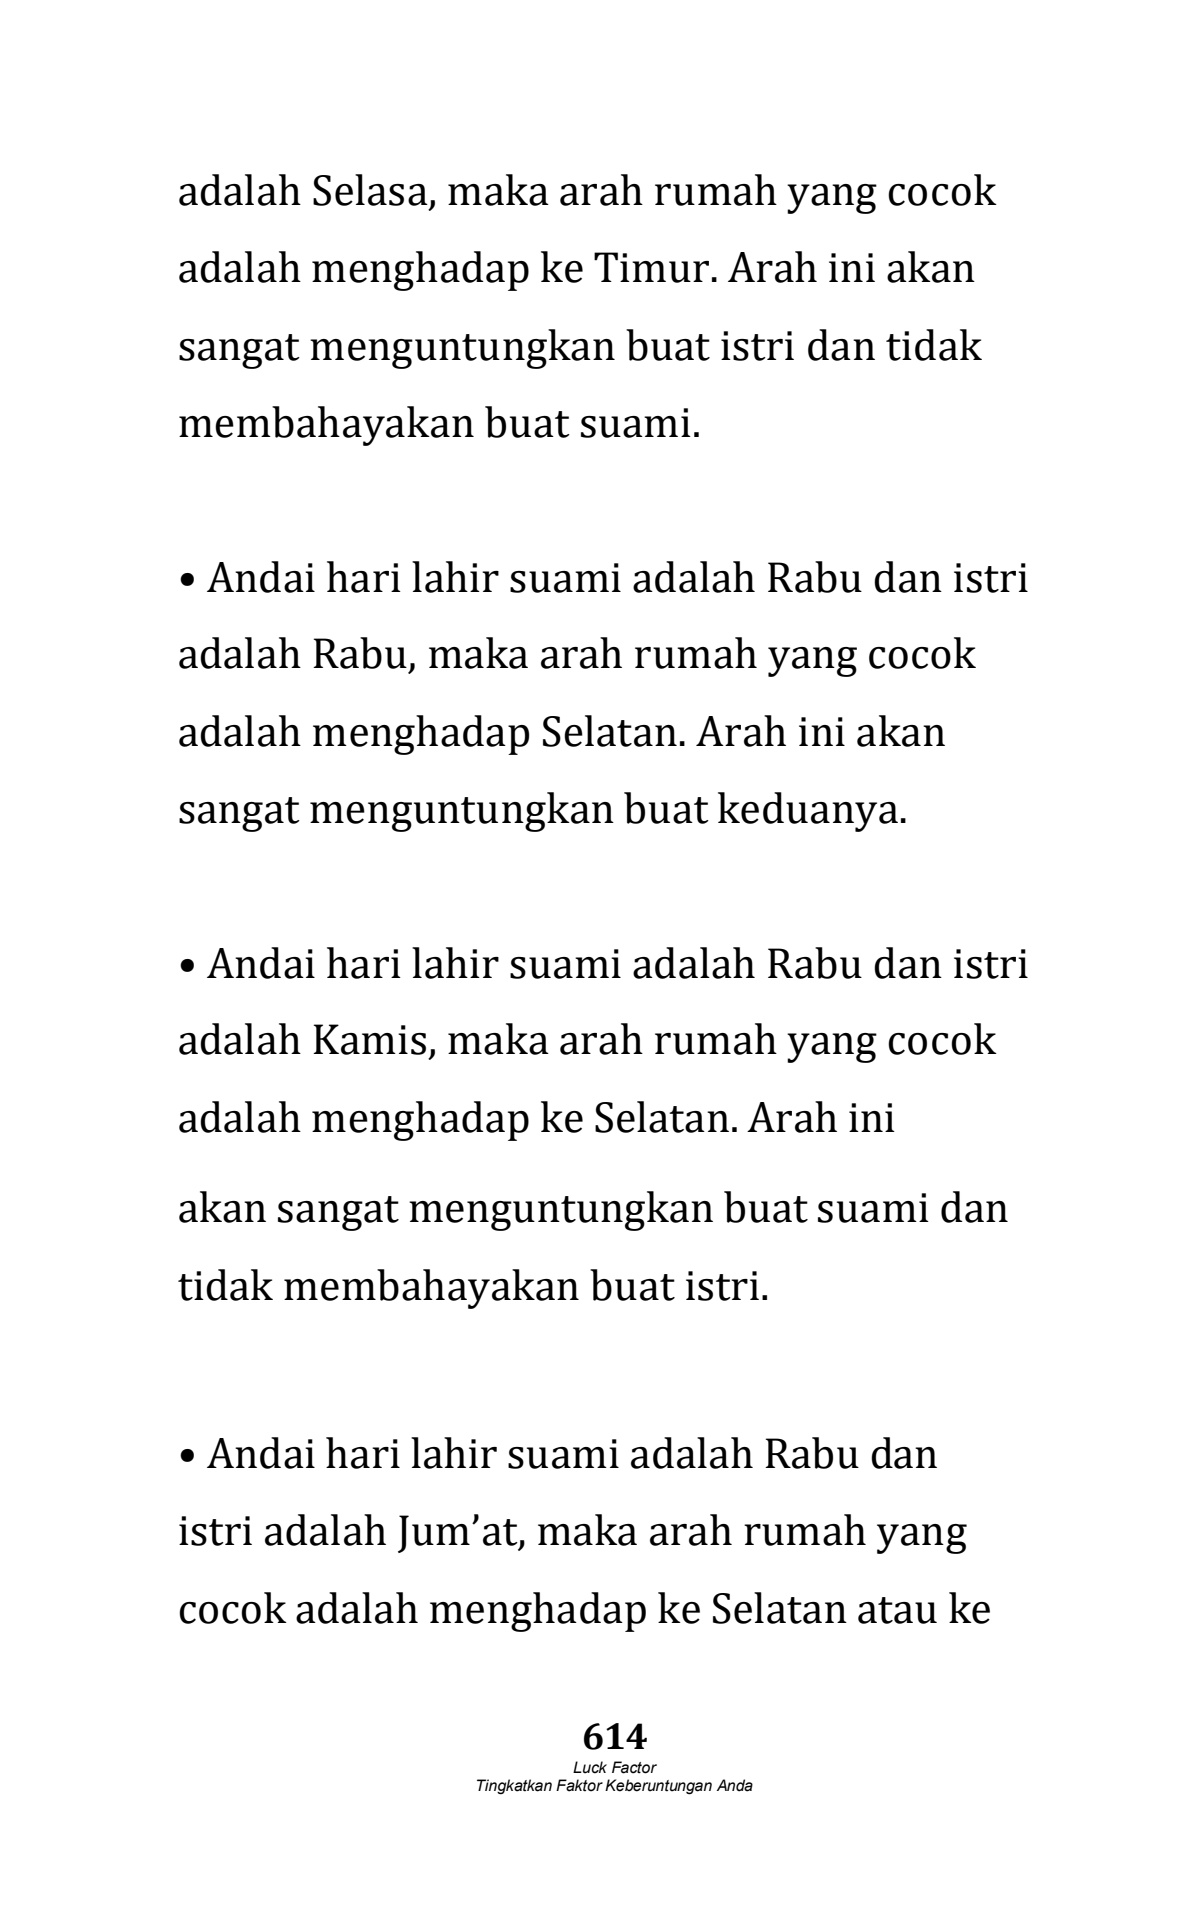 adalah Selasa, maka arah rumah yang cocok
adalah menghadap ke Timur. Arah ini akan
sangat menguntungkan buat istri dan tidak
membahayakan buat suami.
• Andai hari lahir suami adalah Rabu dan istri
adalah Rabu, maka arah rumah yang cocok
adalah menghadap Selatan. Arah ini akan
sangat menguntungkan buat keduanya.
• Andai hari lahir suami adalah Rabu dan istri
adalah Kamis, maka arah rumah yang cocok
adalah menghadap ke Selatan. Arah ini
akan sangat menguntungkan buat suami dan
tidak membahayakan buat istri.
• Andai hari lahir suami adalah Rabu dan
istri adalah Jum’at, maka arah rumah yang
cocok adalah menghadap ke Selatan atau ke
614
Luck Factor
Tingkatkan Faktor Keberuntungan Anda